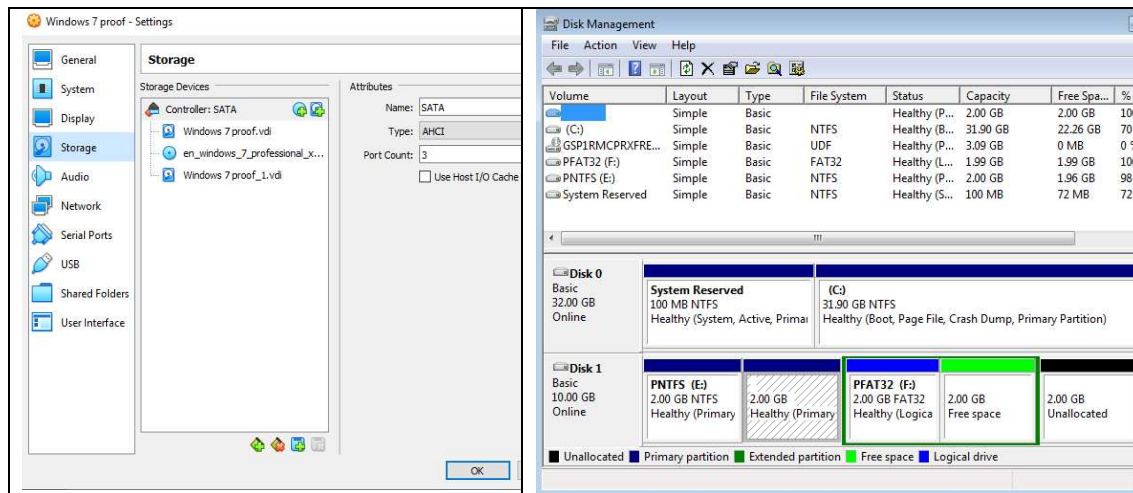 Windows 7 proof - Settings
General
System
Display
Storage
Audio
Network
Serial Ports
USB
Shared Folders
User Interface
Storage
Storage Devices
Controller: SATA
Windows 7 proof.vdi
en_windows_7_professional_x...
Windows 7 proof_1.vdi
Attributes
Name: SATA
Type: AHCI
Port Count: 3
Use Host I/O Cache
OK
Disk Management
File Action View Help
Volume Layout Type File System Status Capacity Free Spa... %
Simple Basic Healthy (P... 2.00 GB 2.00 GB 10
(C:) Simple Basic NTFS Healthy (B... 31.90 GB 22.26 GB 70
GSP1RMCPRXFRE... Simple Basic UDF Healthy (P... 3.09 GB 0 MB 0 %
PFAT32 (F:) Simple Basic FAT32 Healthy (L... 1.99 GB 1.99 GB 10
PNTFS (E:) Simple Basic NTFS Healthy (P... 2.00 GB 1.96 GB 98
System Reserved Simple Basic NTFS Healthy (S... 100 MB 72 MB 72
Disk 0
Basic
32.00 GB
Online
System Reserved
100 MB NTFS
Healthy (System, Active, Primar
(C:)
31.90 GB NTFS
Healthy (Boot, Page File, Crash Dump, Primary Partition)
Disk 1
Basic
10.00 GB
Online
PNTFS (E:)
2.00 GB NTFS
Healthy (Primary
2.00 GB
Healthy (Primary
PFAT32 (F:)
2.00 GB FAT32
Healthy (Logica
2.00 GB
Free space
2.00 GB
Unallocated
Unallocated Primary partition Extended partition Free space Logical drive